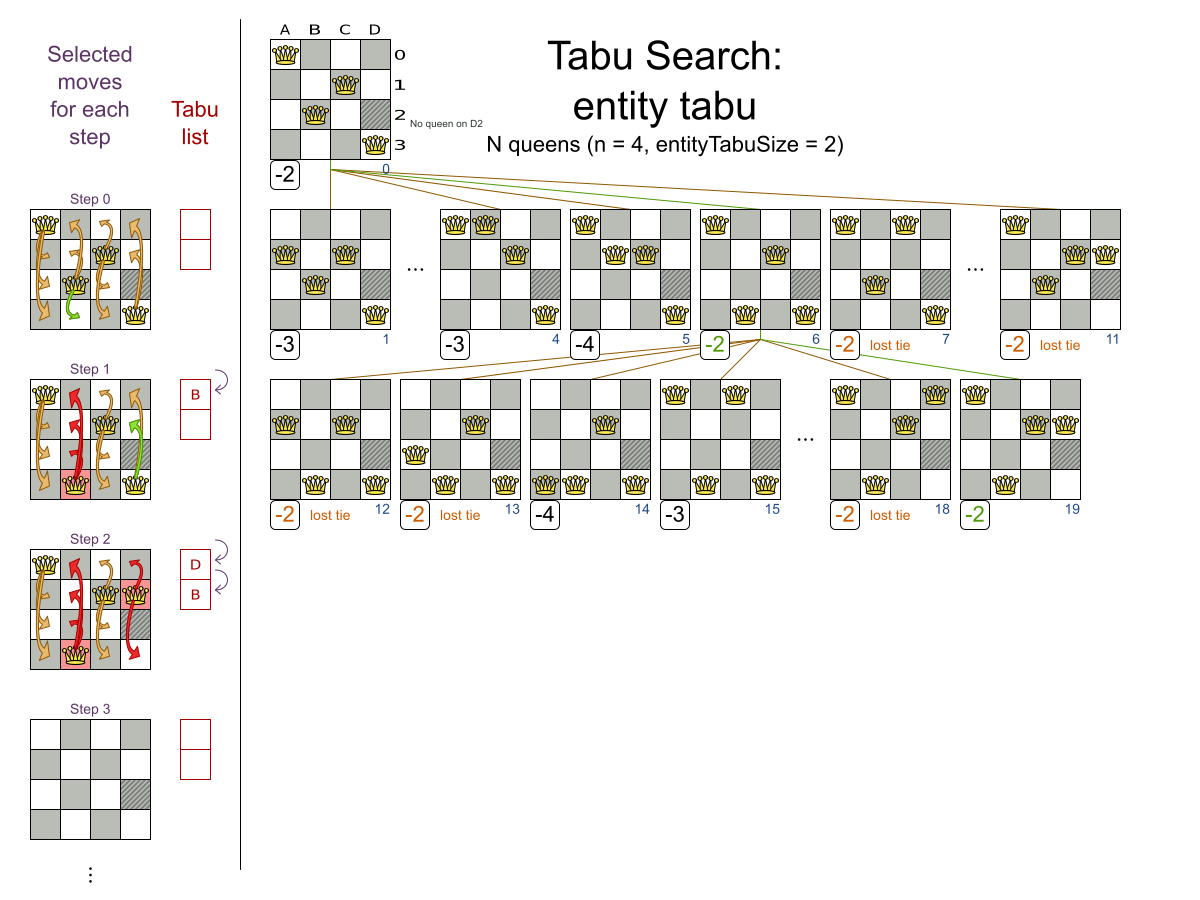 Selected
moves
for each
step
Tabu
list
A B C D
0
1
2
3
No queen on D2
Tabu Search:
entity tabu
N queens (n = 4, entityTabuSize = 2)
-2
0
Step 0
...
...
-3
1
-3
4
-4
5
-2
6
-2 lost tie
7
-2 lost tie
11
Step 1
B
...
-2 lost tie
12
-2 lost tie
13
-4
14
-3
15
-2 lost tie
18
-2
19
Step 2
D
B
Step 3
...